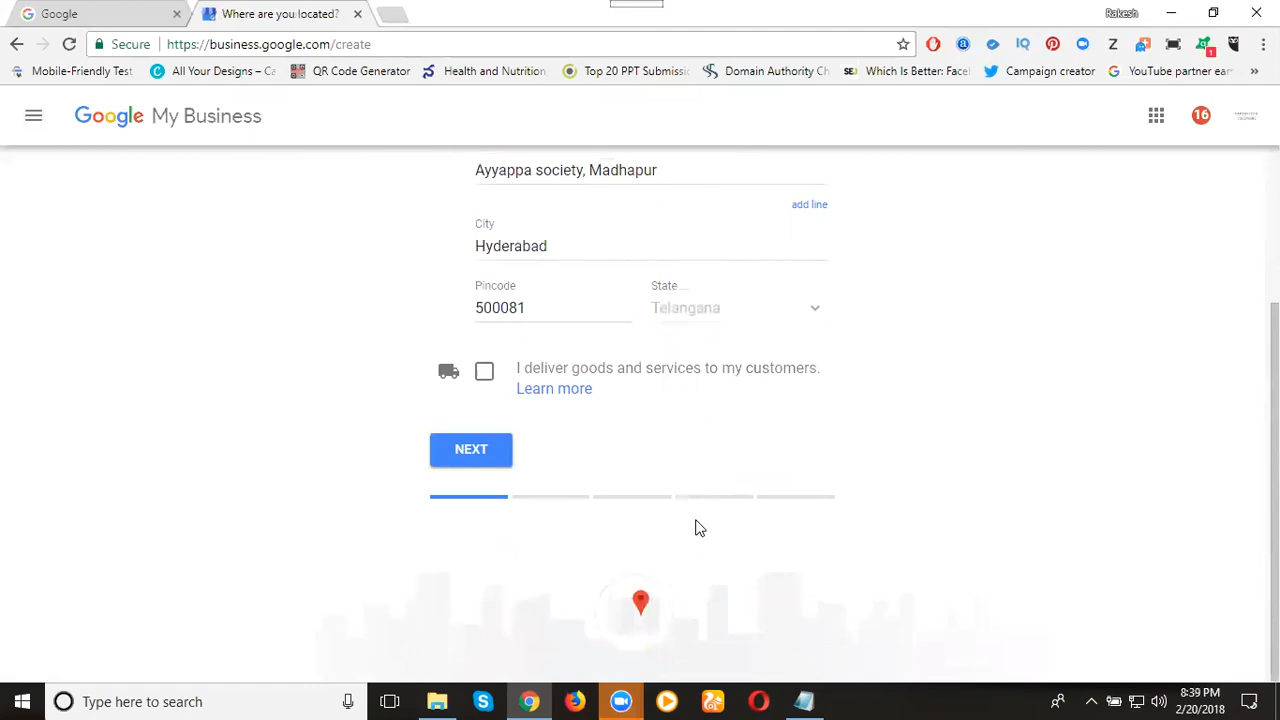 Google
Where are you located?
Rakesh
Secure https://business.google.com/create
Mobile-Friendly Test All Your Designs – Ca QR Code Generator Health and Nutrition Top 20 PPT Submissi Domain Authority Ch Which Is Better: Facel Campaign creator YouTube partner ear
Google My Business
16
Ayyappa society, Madhapur
add line
City
Hyderabad
Pincode State
500081 Telangana
I deliver goods and services to my customers.
Learn more
NEXT
Type here to search
8:39 PM
2/20/2018